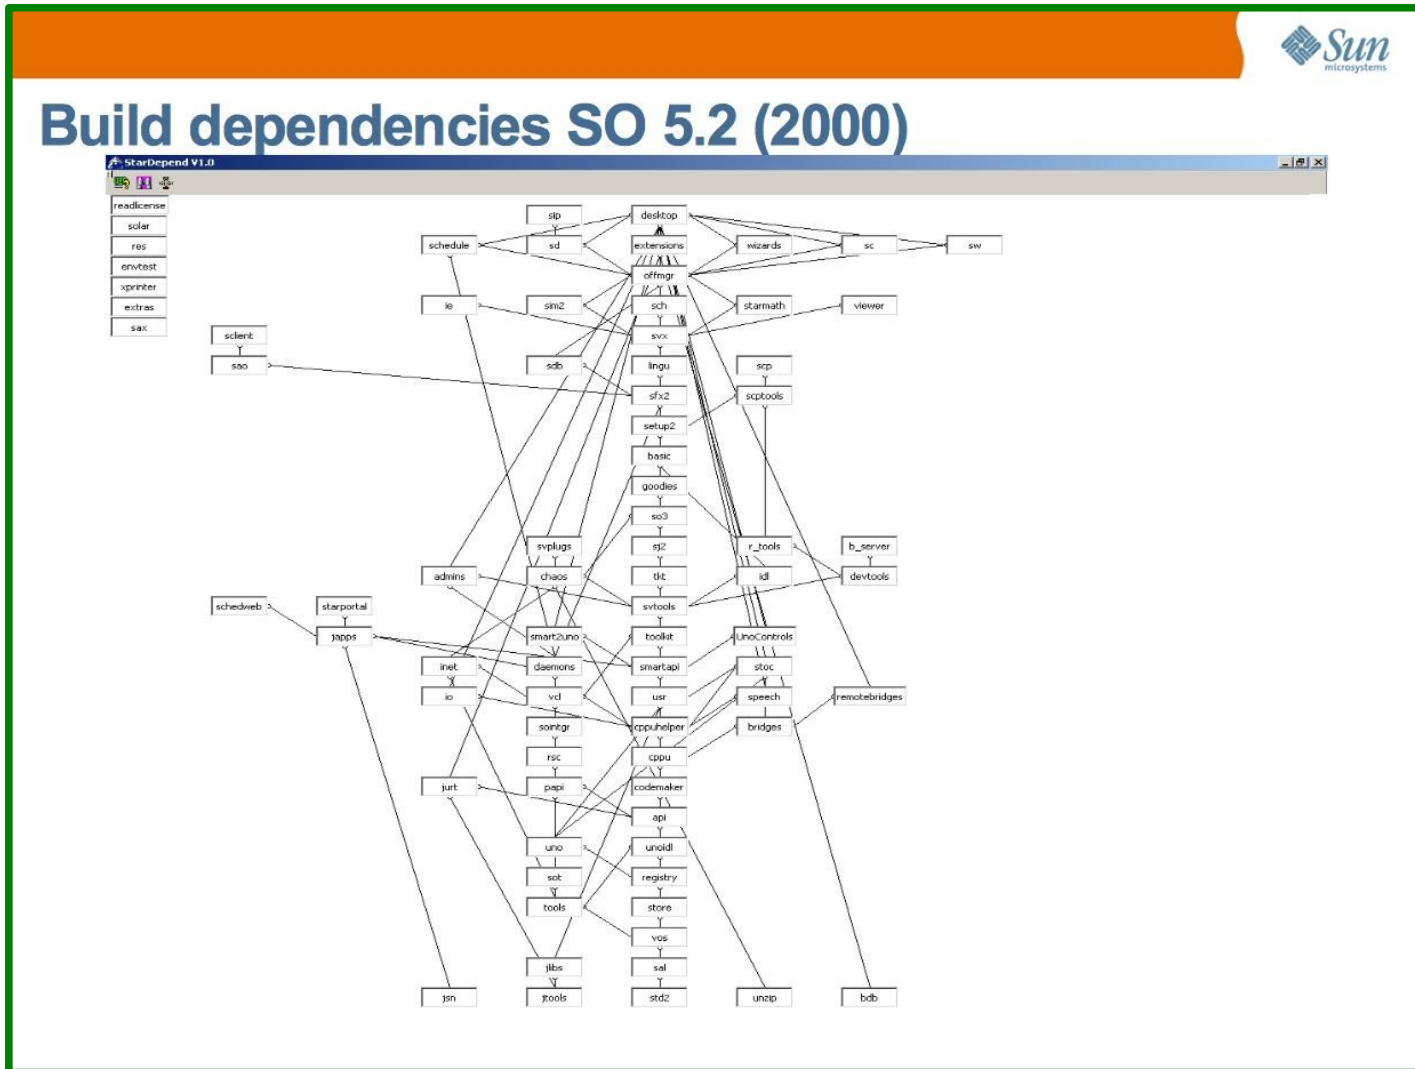 Sun
microsystems
Build dependencies SO 5.2 (2000)
StarDepend V1.0
readlicense
solar
res
envtest
xprinter
extras
sax
sip
desktop
schedule
sd
extensions
wizards
sc
sw
offmgr
ie
sim2
sch
starmath
viewer
sclient
svx
sao
sdb
lingu
scp
sfx2
scptools
setup2
basic
goodies
so3
svplugs
sj2
r_tools
b_server
admins
chaos
tkt
idl
devtools
schedweb
starportal
svtools
japps
smart2uno
toolkit
UnoControls
inet
daemons
smartapi
stoc
io
vcl
usr
speech
remotebridges
sointgr
cppuhelper
bridges
rsc
cppu
jurt
papi
codemaker
api
uno
unoidl
sot
registry
tools
store
vos
jlibs
sal
jsn
jtools
std2
unzip
bdb